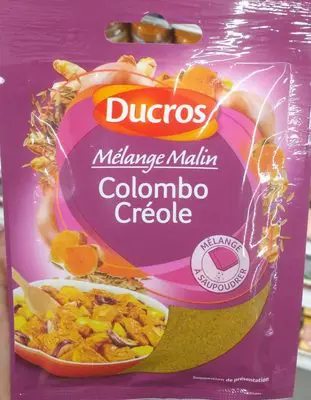 Ducros
Mélange Malin
Colombo
Créole
MÉLANGE
À SAUPOUDRER
Suggestion de présentation